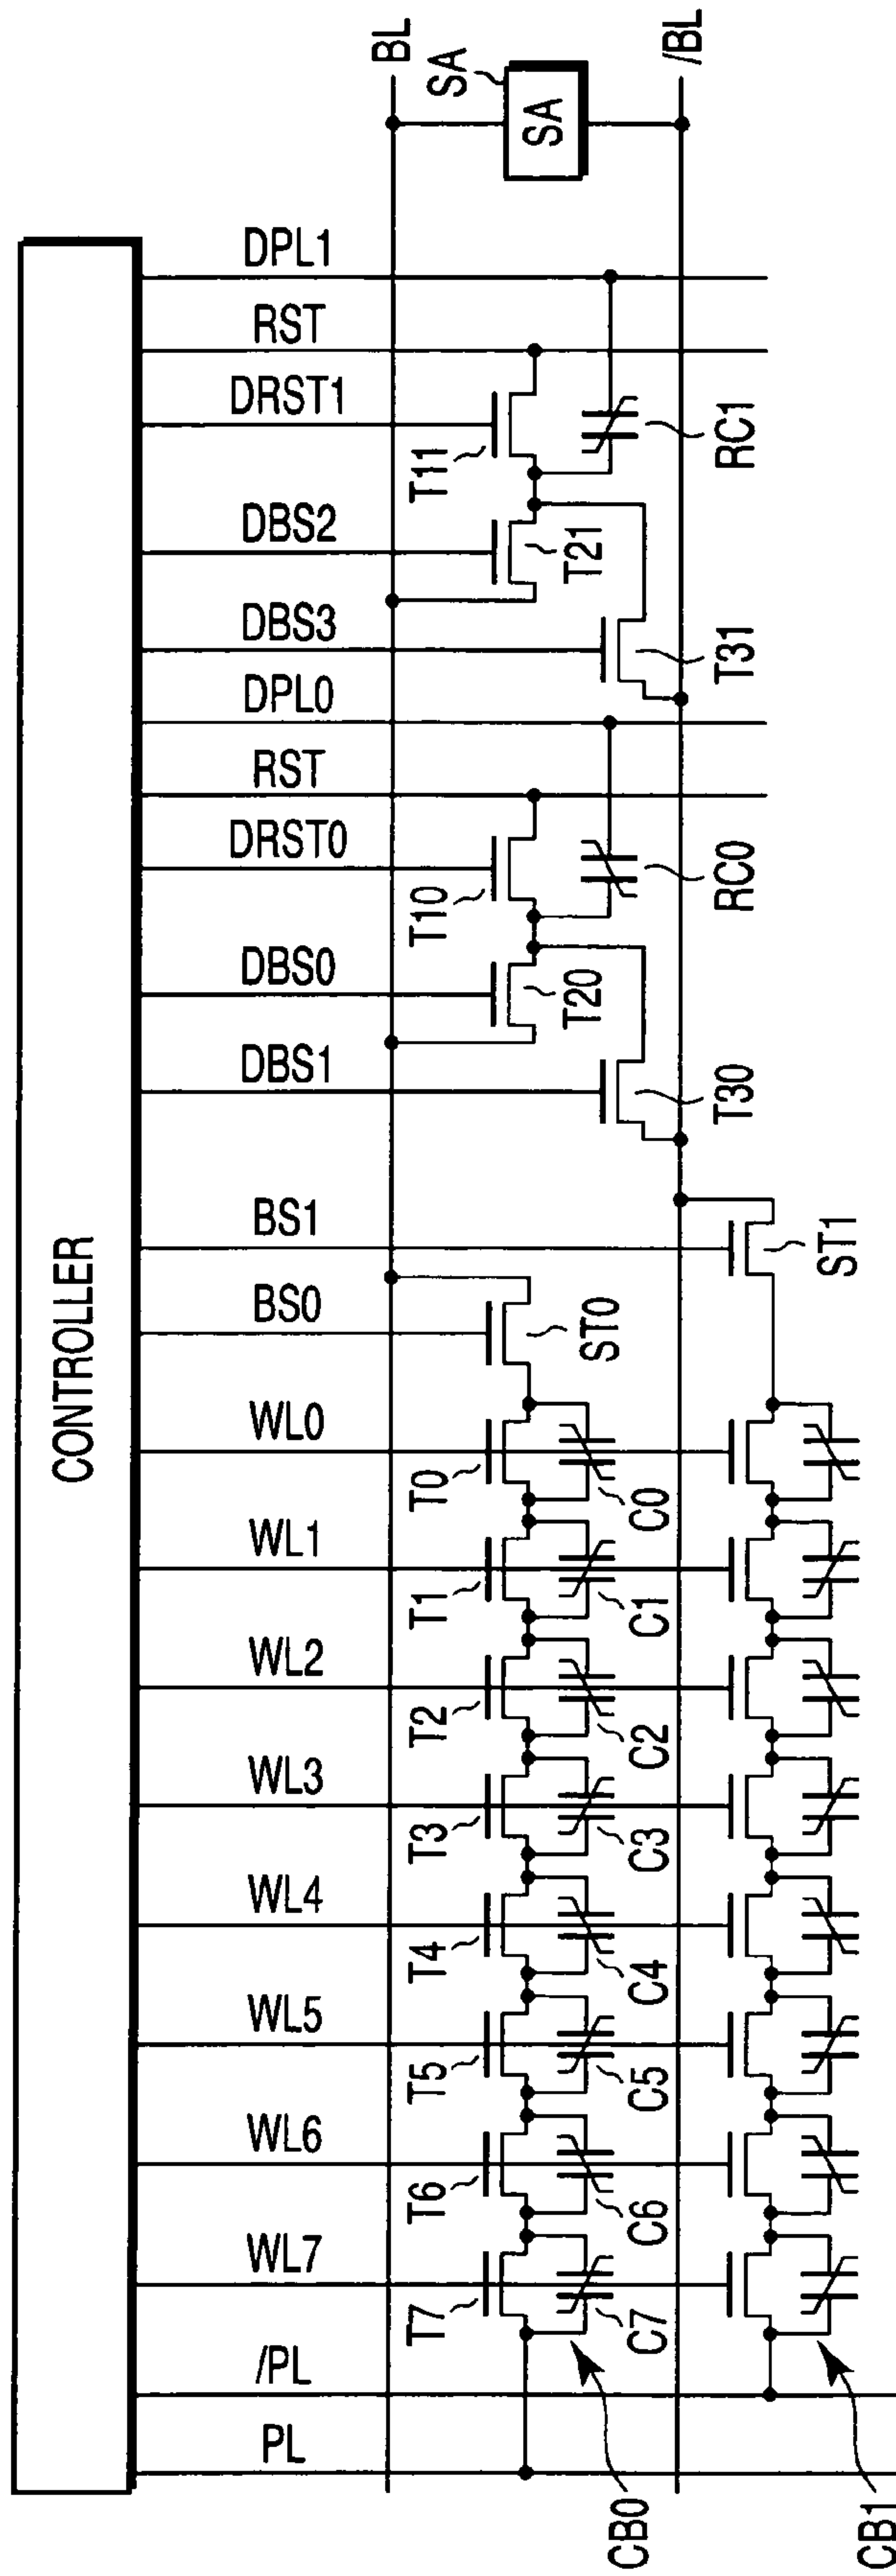 CONTROLLER
PL
/PL
WL7
WL6
WL5
WL4
WL3
WL2
WL1
WL0
BS0
BS1
DBS1
DBS0
DRST0
RST
DPL0
DBS3
DBS2
DRST1
RST
DPL1
BL
SA
SA
/BL
T7
T6
T5
T4
T3
T2
T1
T0
T10
T11
ST0
T20
T21
C7
C6
C5
C4
C3
C2
C1
C0
T30
RC0
T31
RC1
CB0
ST1
CB1